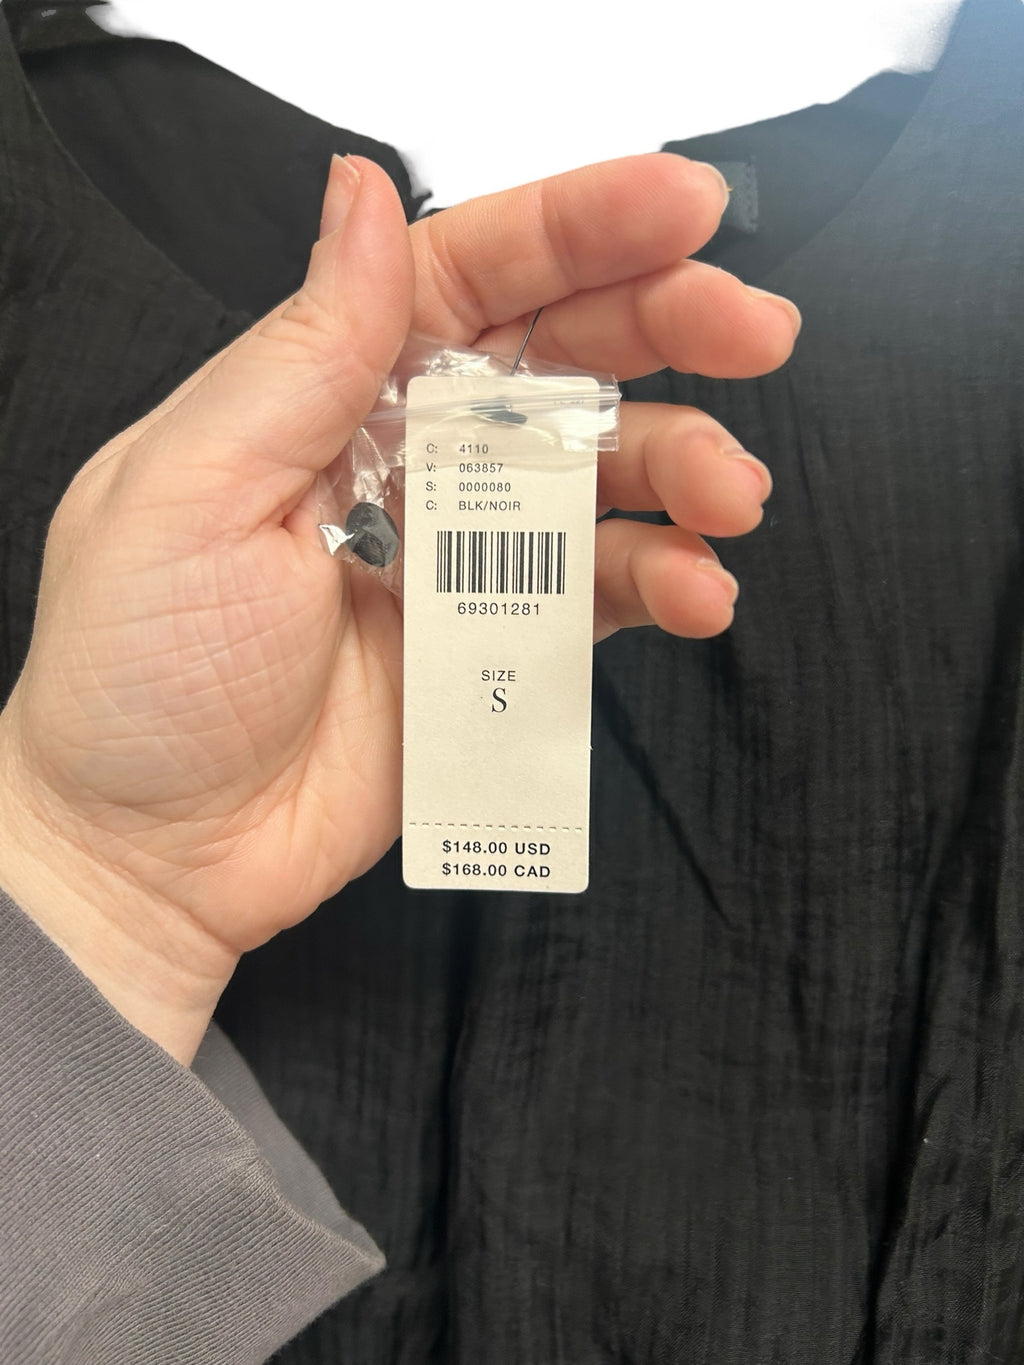 C: 4110
V: 063857
S: 0000080
C: BLK/NOIR
69301281
SIZE
S
$148.00 USD
$168.00 CAD